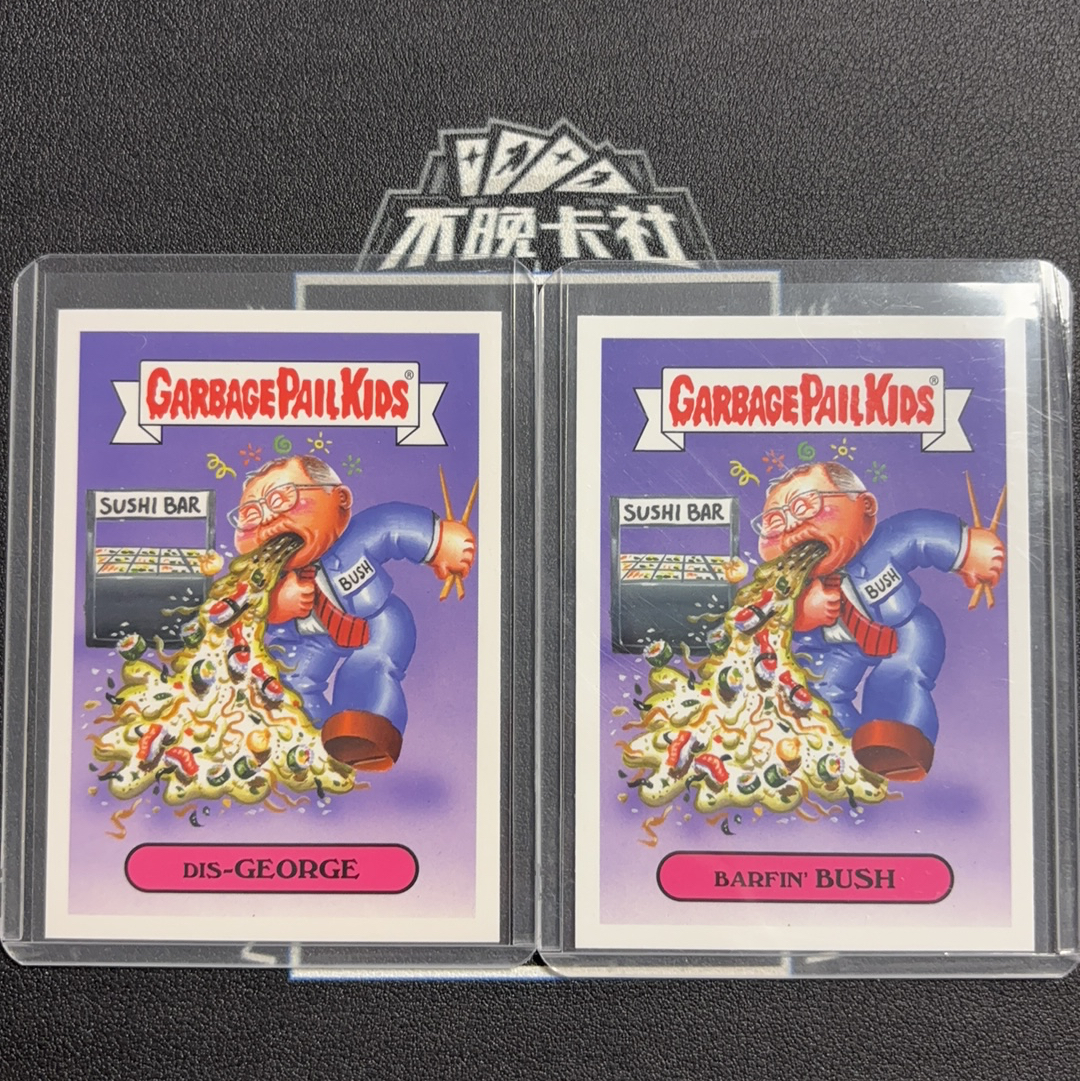 不晚卡社
GARBAGE PAIL KIDS®
SUSHI BAR
BUSH
DIS-GEORGE
GARBAGE PAIL KIDS®
SUSHI BAR
BUSH
BARFIN' BUSH